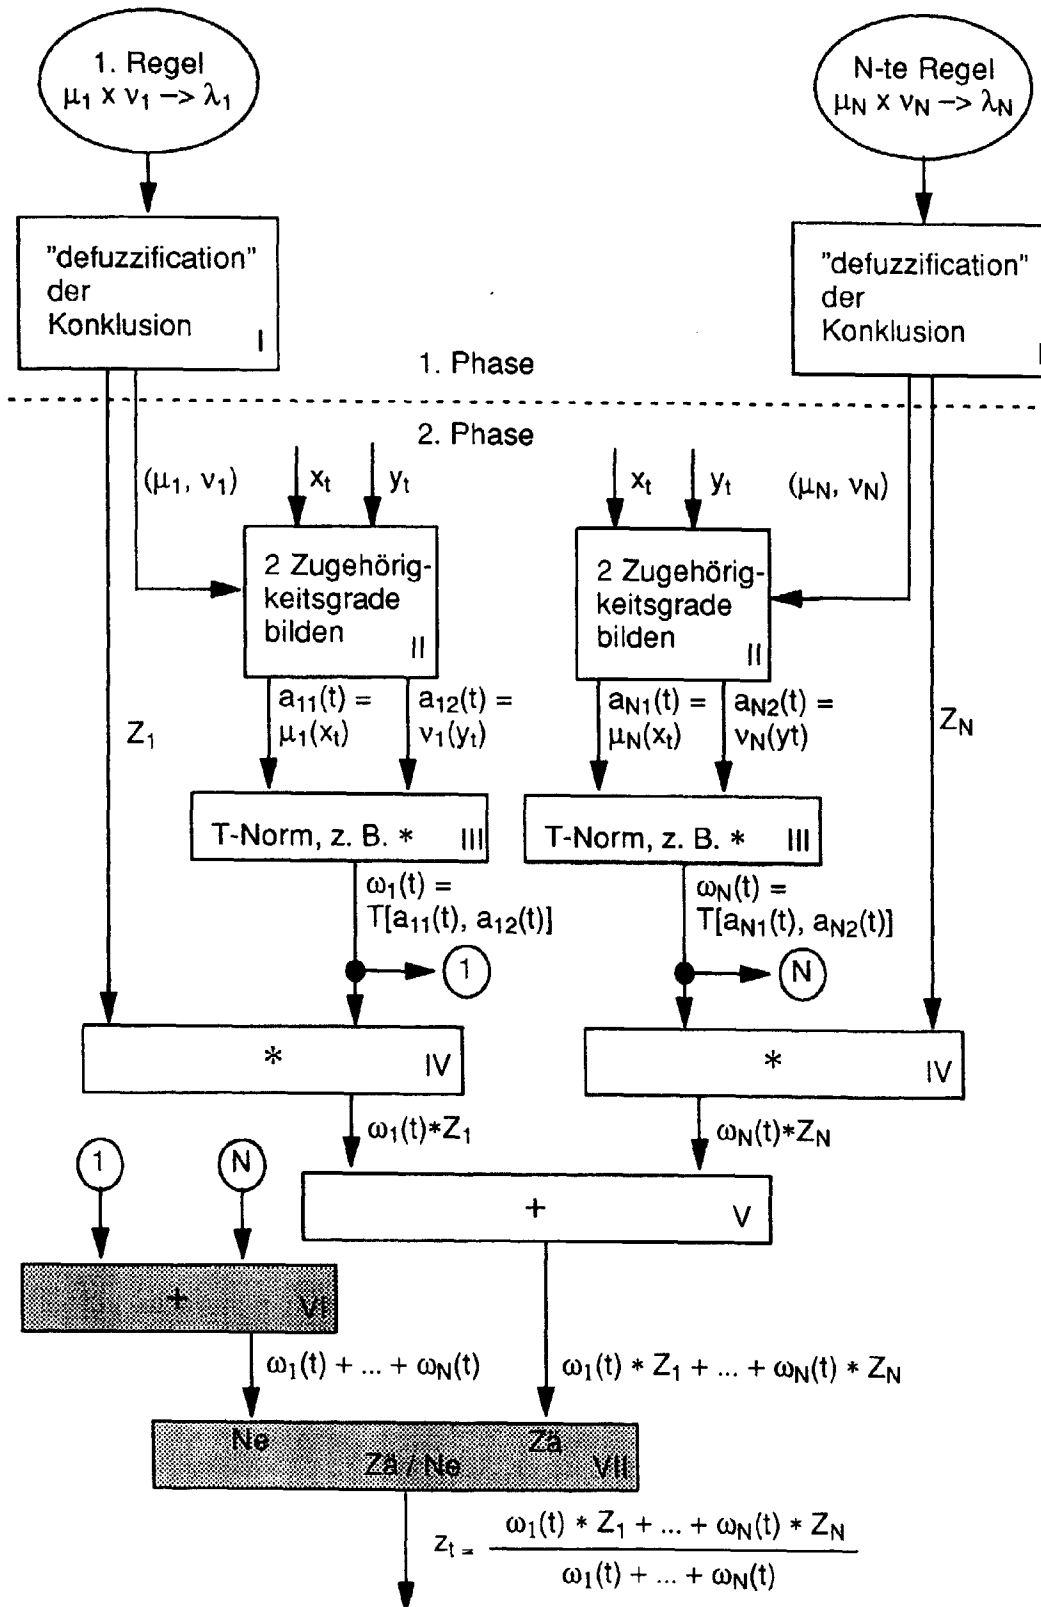 1. Regel
μ1 x ν1 –> λ1
N-te Regel
μN x νN –> λN
"defuzzification"
der
Konklusion
I
"defuzzification"
der
Konklusion
1. Phase
2. Phase
(μ1, ν1)
xt
yt
xt
yt
(μN, νN)
2 Zugehörig-
keitsgrade
bilden
II
2 Zugehörig-
keitsgrade
bilden
II
Z1
a11(t) =
μ1(xt)
a12(t) =
ν1(yt)
aN1(t) =
μN(xt)
aN2(t) =
νN(yt)
ZN
T-Norm, z. B. * III
T-Norm, z. B. * III
ω1(t) =
T[a11(t), a12(t)]
ωN(t) =
T[aN1(t), aN2(t)]
1
N
* IV
* IV
ω1(t)*Z1
ωN(t)*ZN
1
N
+ V
+ VI
ω1(t) + ... + ωN(t)
ω1(t) * Z1 + ... + ωN(t) * ZN
Ne
Zä
Zä / Ne
VII
zt = ω1(t) * Z1 + ... + ωN(t) * ZN
ω1(t) + ... + ωN(t)